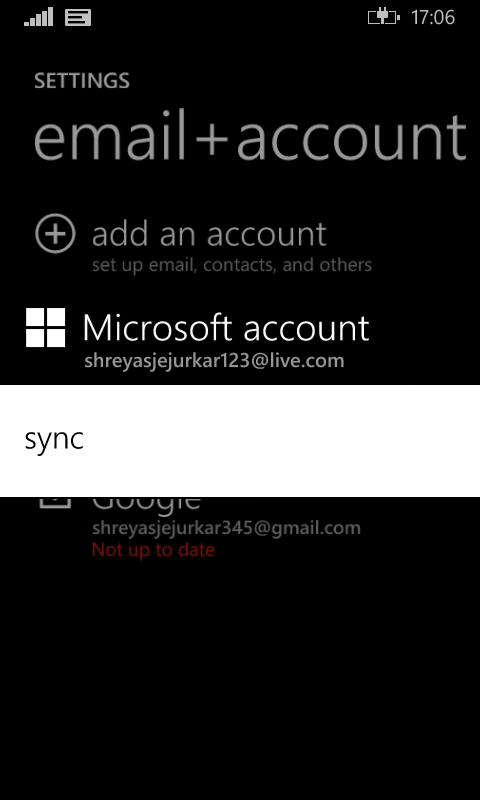 17:06
SETTINGS
email+account
add an account
set up email, contacts, and others
Microsoft account
shreyasjejurkar123@live.com
sync
Google
shreyasjejurkar345@gmail.com
Not up to date